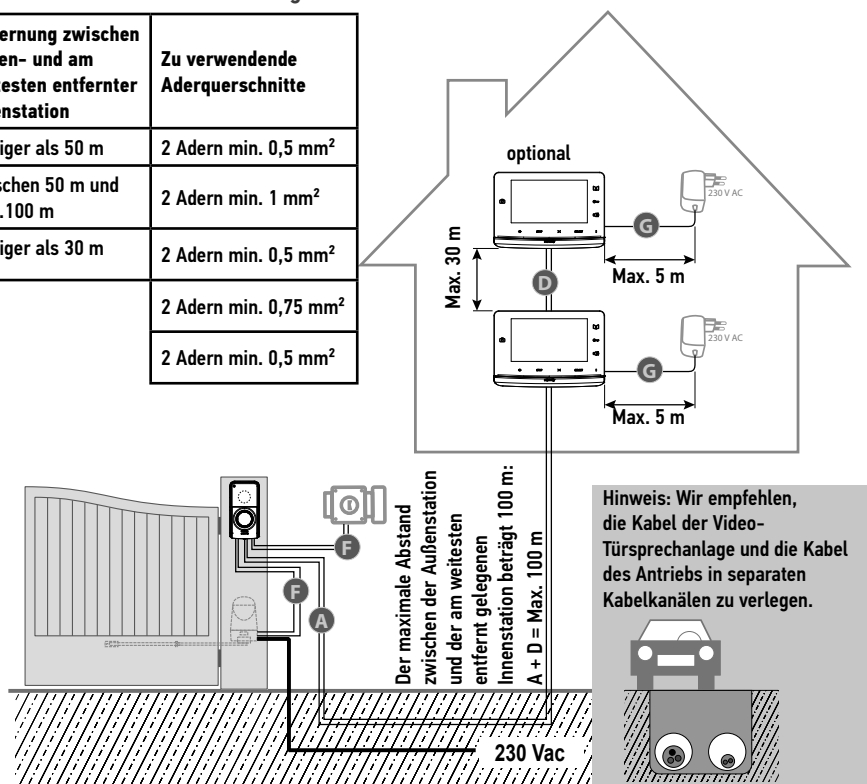 ernung zwischen
en- und am
testen entfernter
enstation
Zu verwendende
Aderquerschnitte
iger als 50 m
2 Adern min. 0,5 mm²
schen 50 m und
.100 m
2 Adern min. 1 mm²
iger als 30 m
2 Adern min. 0,5 mm²
2 Adern min. 0,75 mm²
2 Adern min. 0,5 mm²
optional
230 V AC
G
Max. 5 m
Max. 30 m
D
230 V AC
G
Max. 5 m
F
F
A
Der maximale Abstand
zwischen der Außenstation
und der am weitesten
entfernt gelegenen
Innenstation beträgt 100 m:
A + D = Max. 100 m
230 Vac
Hinweis: Wir empfehlen,
die Kabel der Video-
Türsprechanlage und die Kabel
des Antriebs in separaten
Kabelkanälen zu verlegen.